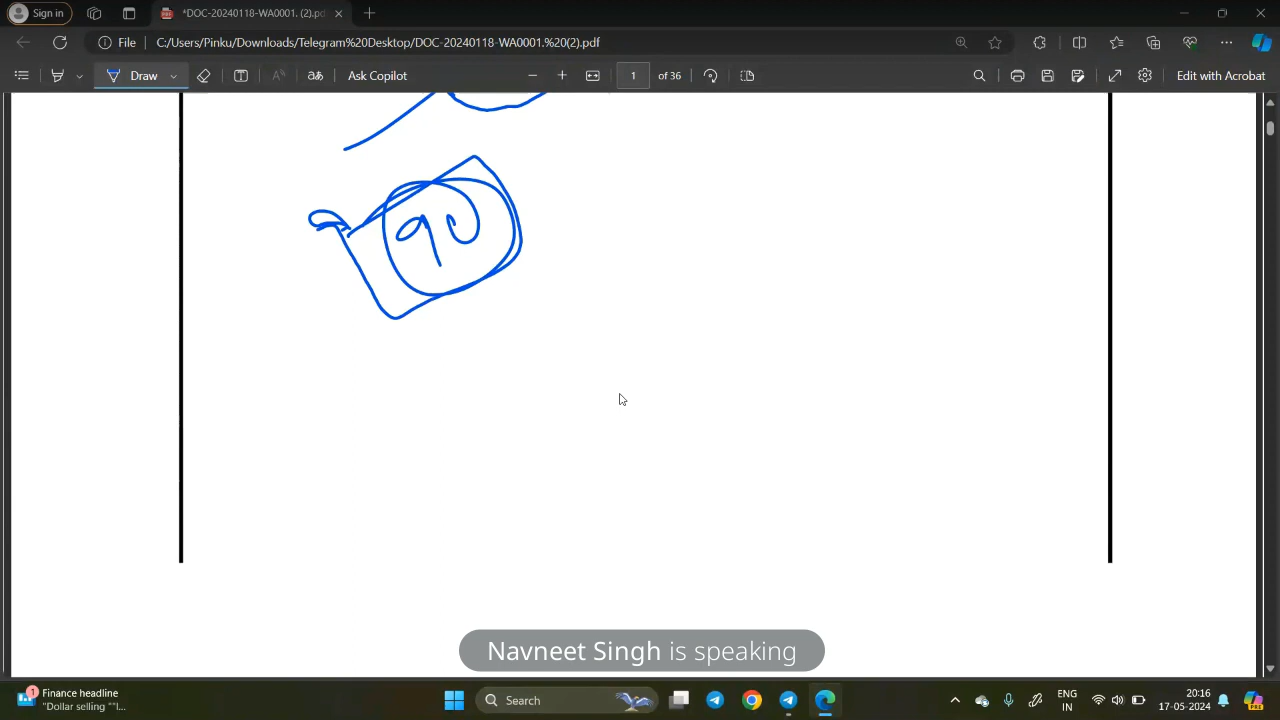 Sign in
*DOC-20240118-WA0001. (2).pd
File
C:/Users/Pinku/Downloads/Telegram%20Desktop/DOC-20240118-WA0001.%20(2).pdf
Draw
Ask Copilot
1 of 36
Edit with Acrobat
90
Navneet Singh is speaking
1
Finance headline
"Dollar selling ""I...
Search
ENG
IN
20:16
17-05-2024